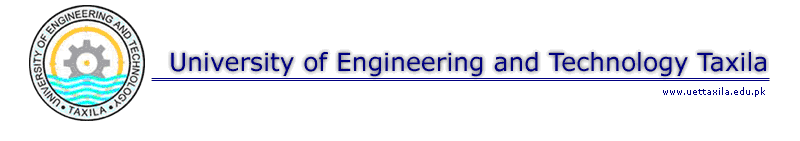 UNIVERSITY OF ENGINEERING AND TECHNOLOGY
• TAXILA •
University of Engineering and Technology Taxila
www.uettaxila.edu.pk